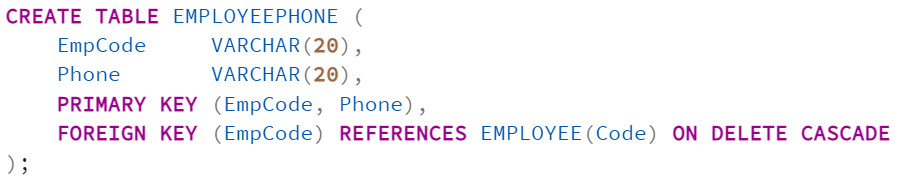 CREATE TABLE EMPLOYEEPHONE (
    EmpCode     VARCHAR(20),
    Phone       VARCHAR(20),
    PRIMARY KEY (EmpCode, Phone),
    FOREIGN KEY (EmpCode) REFERENCES EMPLOYEE(Code) ON DELETE CASCADE
);